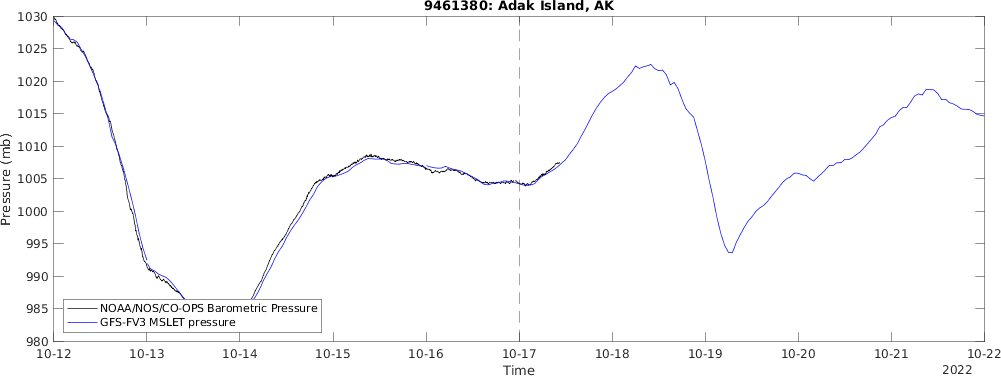 9461380: Adak Island, AK
Pressure (mb)
1030
1025
1020
1015
1010
1005
1000
995
990
985
980
NOAA/NOS/CO-OPS Barometric Pressure
GFS-FV3 MSLET pressure
10-12 10-13 10-14 10-15 10-16 10-17 10-18 10-19 10-20 10-21 10-22
Time
2022